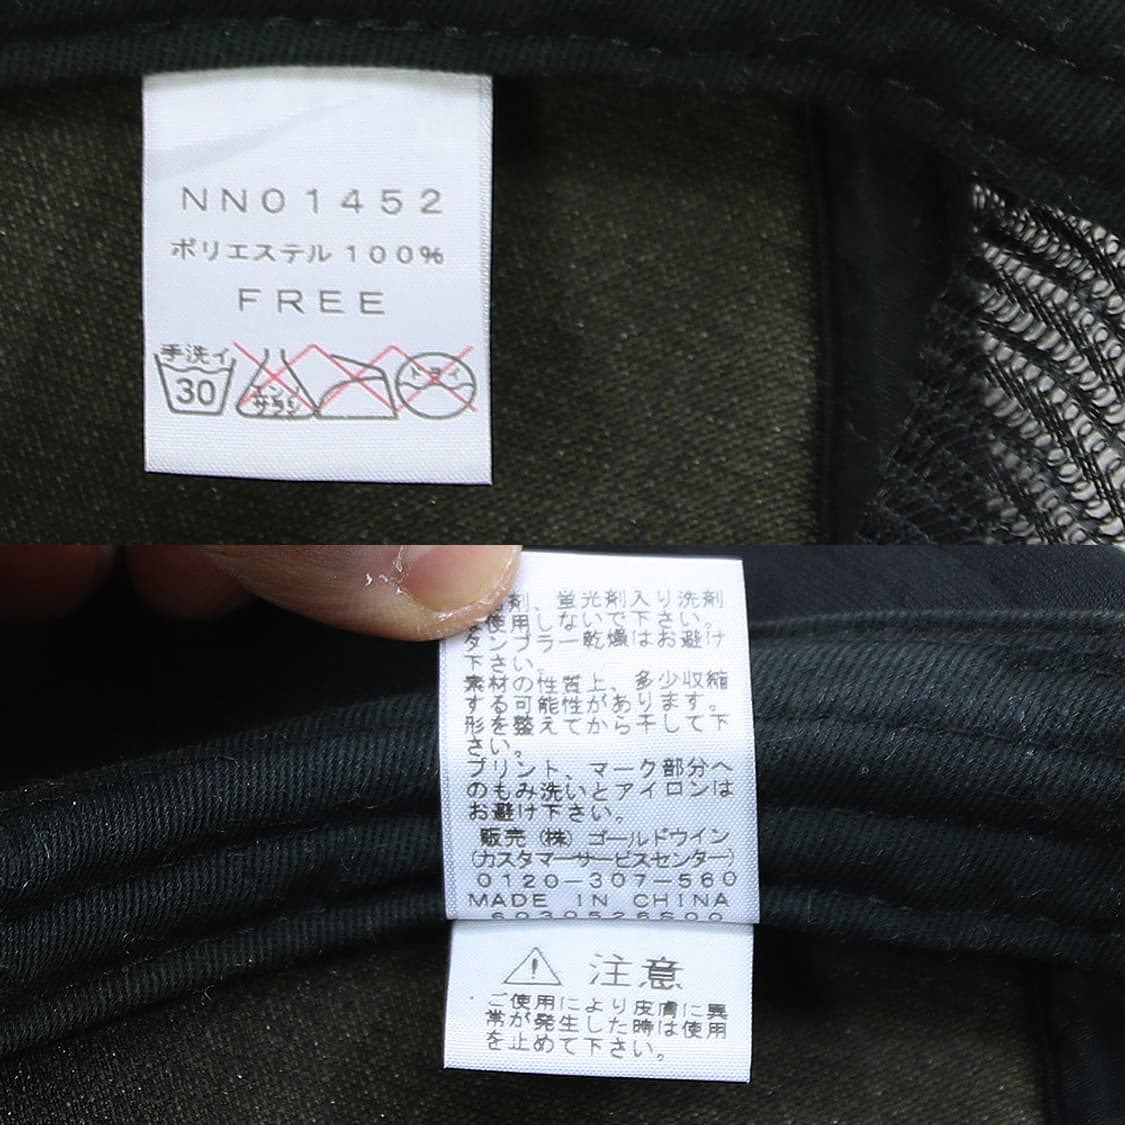 NN01452
ポリエステル100%
FREE
手洗イ
30
エンソ
サラシ
ドライ
剤、蛍光剤入り洗剤
使用しないで下さい。
タンブラー乾燥はお避け
下さい。
素材の性質上、多少収縮
する可能性があります。
形を整えてから干して下
さい。
プリント、マーク部分へ
のもみ洗いとアイロンは
お避け下さい。
販売(株)ゴールドウイン
(カスタマーサービスセンター)
0120-307-560
MADE IN CHINA
6030526S00
注意
ご使用により皮膚に異
常が発生した時は使用
を止めて下さい。